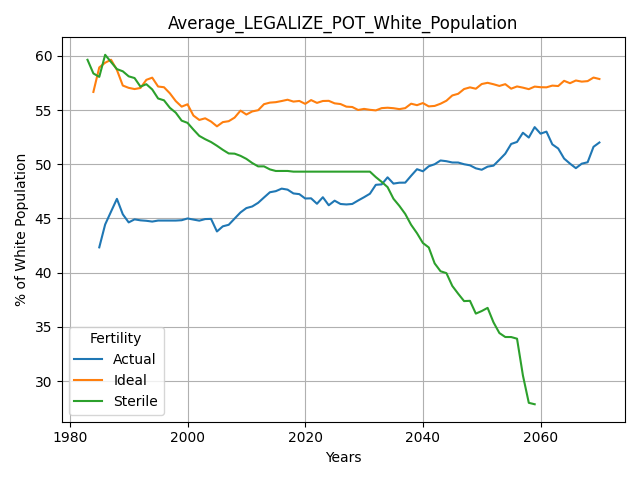 Average_LEGALIZE_POT_White_Population
% of White Population
60
55
50
45
40
35
30
Fertility
Actual
Ideal
Sterile
1980
2000
2020
2040
2060
Years